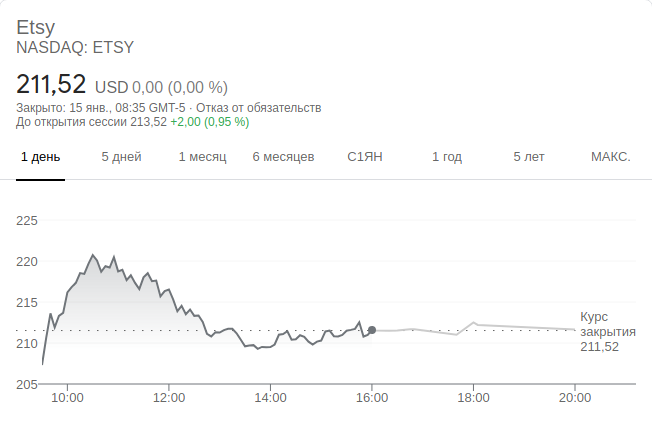 Etsy
NASDAQ: ETSY
211,52 USD 0,00 (0,00 %)
Закрыто: 15 янв., 08:35 GMT-5 · Отказ от обязательств
До открытия сессии 213,52 +2,00 (0,95 %)
1 день 5 дней 1 месяц 6 месяцев С1ЯН 1 год 5 лет МАКС.
225
220
215
210
205
Курс
закрытия
211,52
10:00 12:00 14:00 16:00 18:00 20:00